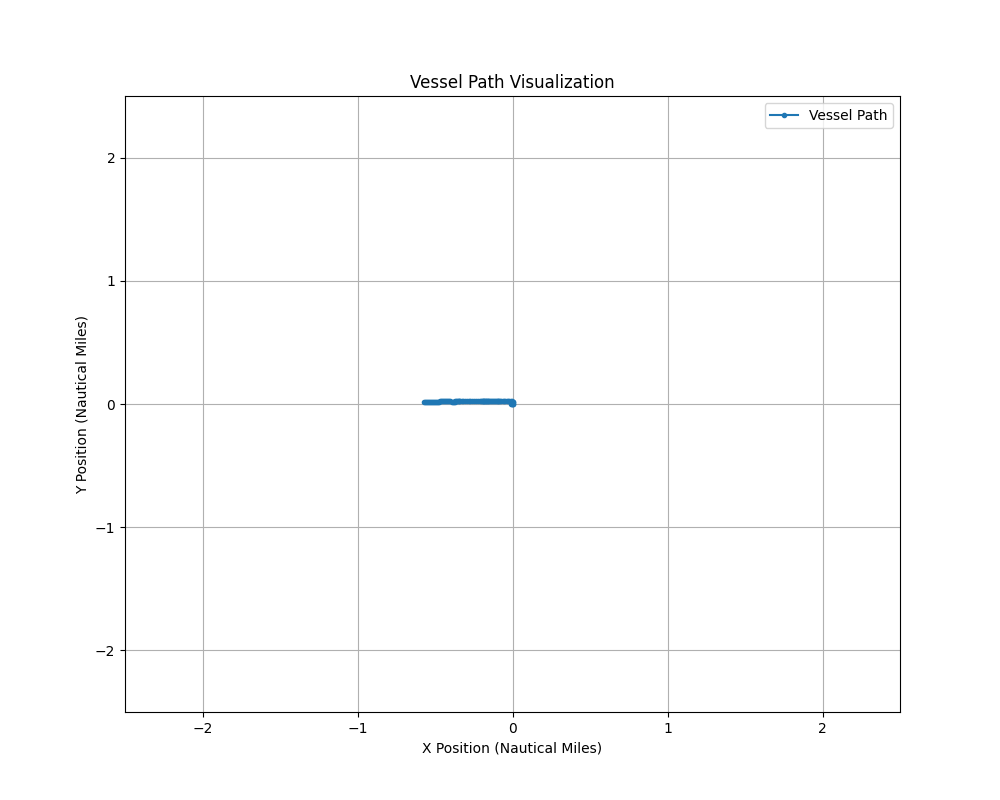 Vessel Path Visualization
Vessel Path
2
1
0
−1
−2
Y Position (Nautical Miles)
−2
−1
0
1
2
X Position (Nautical Miles)